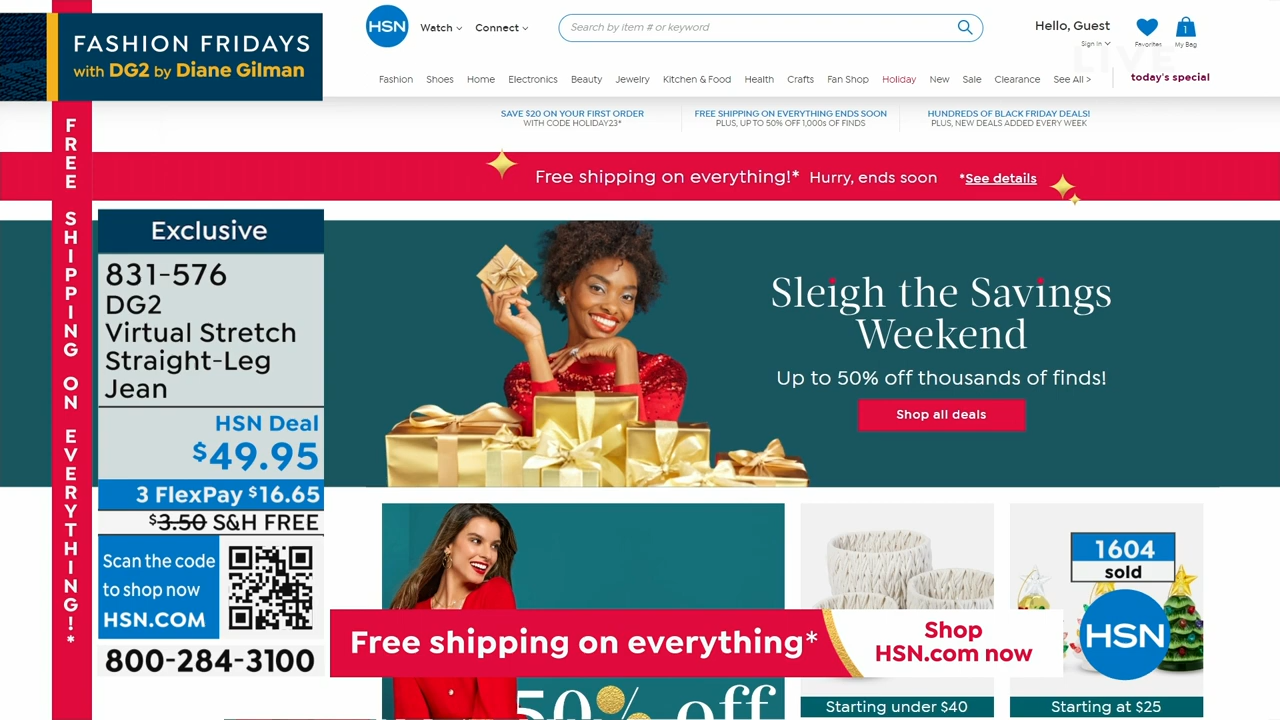 FASHION FRIDAYS
with DG2 by Diane Gilman
FREE SHIPPING ON EVERYTHING!*
HSN
Watch
Connect
Search by item # or keyword
Hello, Guest
Sign In
Favorites
1
My Bag
LIVE
Fashion Shoes Home Electronics Beauty Jewelry Kitchen & Food Health Crafts Fan Shop Holiday New Sale Clearance See All >
today's special
SAVE $20 ON YOUR FIRST ORDER
WITH CODE HOLIDAY23*
FREE SHIPPING ON EVERYTHING ENDS SOON
PLUS, UP TO 50% OFF 1,000s OF FINDS
HUNDREDS OF BLACK FRIDAY DEALS!
PLUS, NEW DEALS ADDED EVERY WEEK
Free shipping on everything!* Hurry, ends soon *See details
Exclusive
831-576
DG2
Virtual Stretch
Straight-Leg
Jean
HSN Deal
$49.95
3 FlexPay $16.65
$3.50 S&H FREE
Scan the code
to shop now
HSN.COM
800-284-3100
Sleigh the Savings
Weekend
Up to 50% off thousands of finds!
Shop all deals
1604
sold
HSN
Free shipping on everything*
Shop
HSN.com now
50% off
Starting under $40
Starting at $25